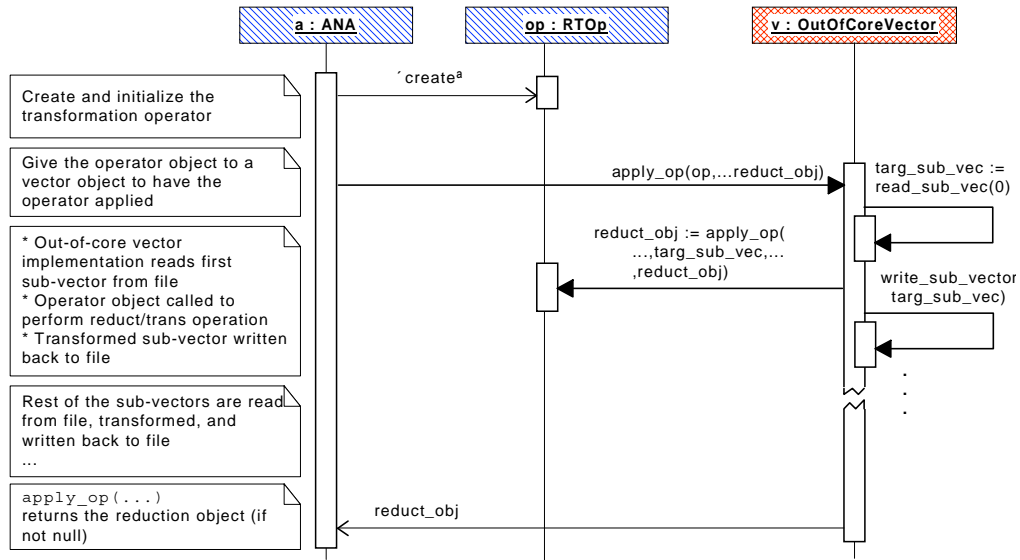 a : ANA
op : RTOp
v : OutOfCoreVector
Create and initialize the
transformation operator
´createª
Give the operator object to a
vector object to have the
operator applied
apply_op(op,...reduct_obj)
targ_sub_vec :=
read_sub_vec(0)
* Out-of-core vector
implementation reads first
sub-vector from file
* Operator object called to
perform reduct/trans operation
* Transformed sub-vector written
back to file
reduct_obj := apply_op(
...,targ_sub_vec,...
,reduct_obj)
write_sub_vector
targ_sub_vec)
.
.
.
Rest of the sub-vectors are read
from file, transformed, and
written back to file
...
apply_op(...)
returns the reduction object (if
not null)
reduct_obj